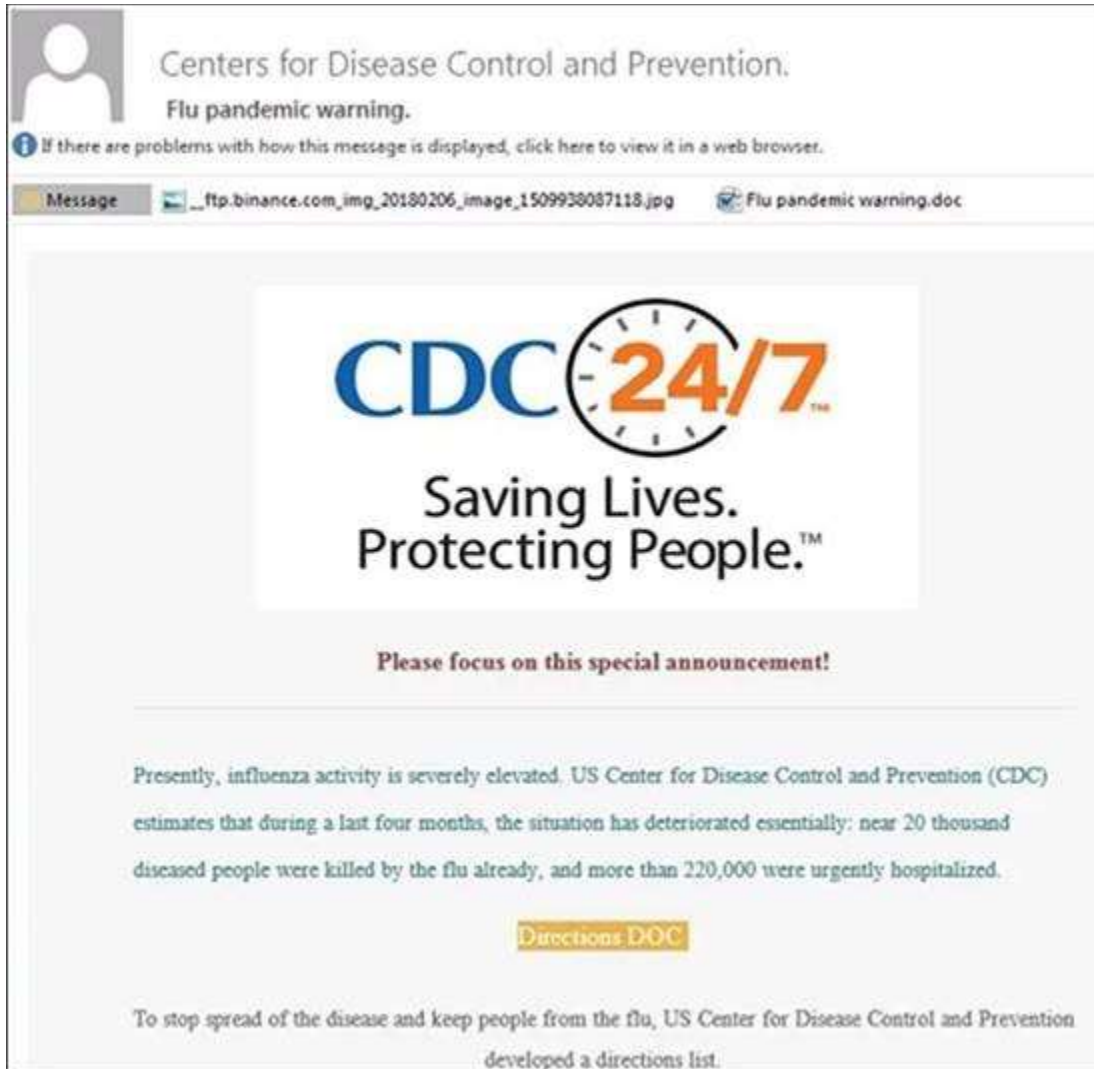 Centers for Disease Control and Prevention.
Flu pandemic warning.
If there are problems with how this message is displayed, click here to view it in a web browser.
Message __ftp.binance.com_img_20180206_image_1509938087118.jpg Flu pandemic warning.doc
CDC 24/7™
Saving Lives.
Protecting People.™
Please focus on this special announcement!
Presently, influenza activity is severely elevated. US Center for Disease Control and Prevention (CDC)
estimates that during a last four months, the situation has deteriorated essentially: near 20 thousand
diseased people were killed by the flu already, and more than 220,000 were urgently hospitalized.
Directions DOC
To stop spread of the disease and keep people from the flu, US Center for Disease Control and Prevention
developed a directions list.